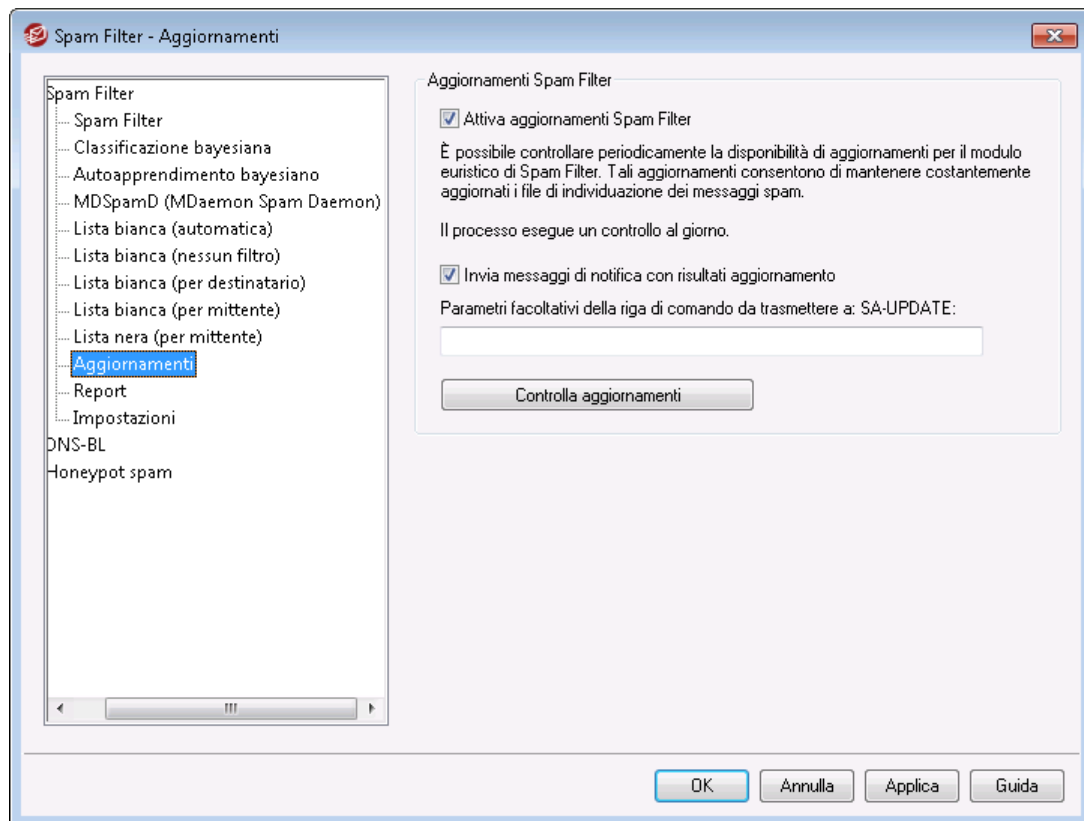 Spam Filter - Aggiornamenti
Spam Filter
Spam Filter
Classificazione bayesiana
Autoapprendimento bayesiano
MDSpamD (MDaemon Spam Daemon)
Lista bianca (automatica)
Lista bianca (nessun filtro)
Lista bianca (per destinatario)
Lista bianca (per mittente)
Lista nera (per mittente)
Aggiornamenti
Report
Impostazioni
DNS-BL
Honeypot spam
Aggiornamenti Spam Filter
Attiva aggiornamenti Spam Filter
È possibile controllare periodicamente la disponibilità di aggiornamenti per il modulo
euristico di Spam Filter. Tali aggiornamenti consentono di mantenere costantemente
aggiornati i file di individuazione dei messaggi spam.
Il processo esegue un controllo al giorno.
Invia messaggi di notifica con risultati aggiornamento
Parametri facoltativi della riga di comando da trasmettere a: SA-UPDATE:
Controlla aggiornamenti
OK
Annulla
Applica
Guida